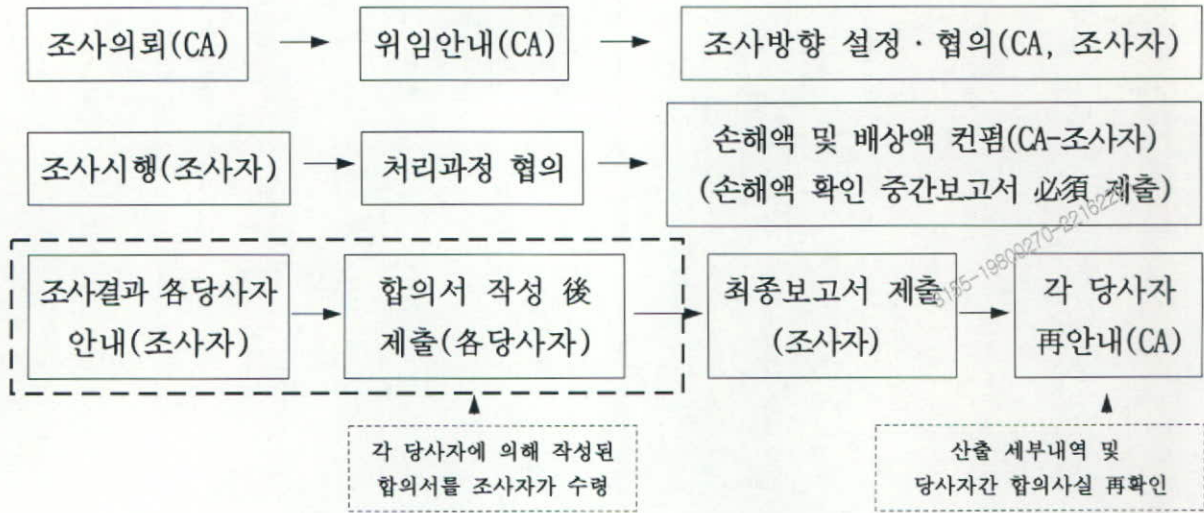 조사의뢰(CA) → 위임안내(CA) → 조사방향 설정·협의(CA, 조사자)
조사시행(조사자) → 처리과정 협의 → 손해액 및 배상액 컨펌(CA-조사자)
(손해액 확인 중간보고서 必須 제출)
조사결과 各당사자
안내(조사자)
→
합의서 작성 後
제출(各당사자)
→
최종보고서 제출
(조사자)
→
각 당사자
再안내(CA)
각 당사자에 의해 작성된
합의서를 조사자가 수령
산출 세부내역 및
당사자간 합의사실 再확인